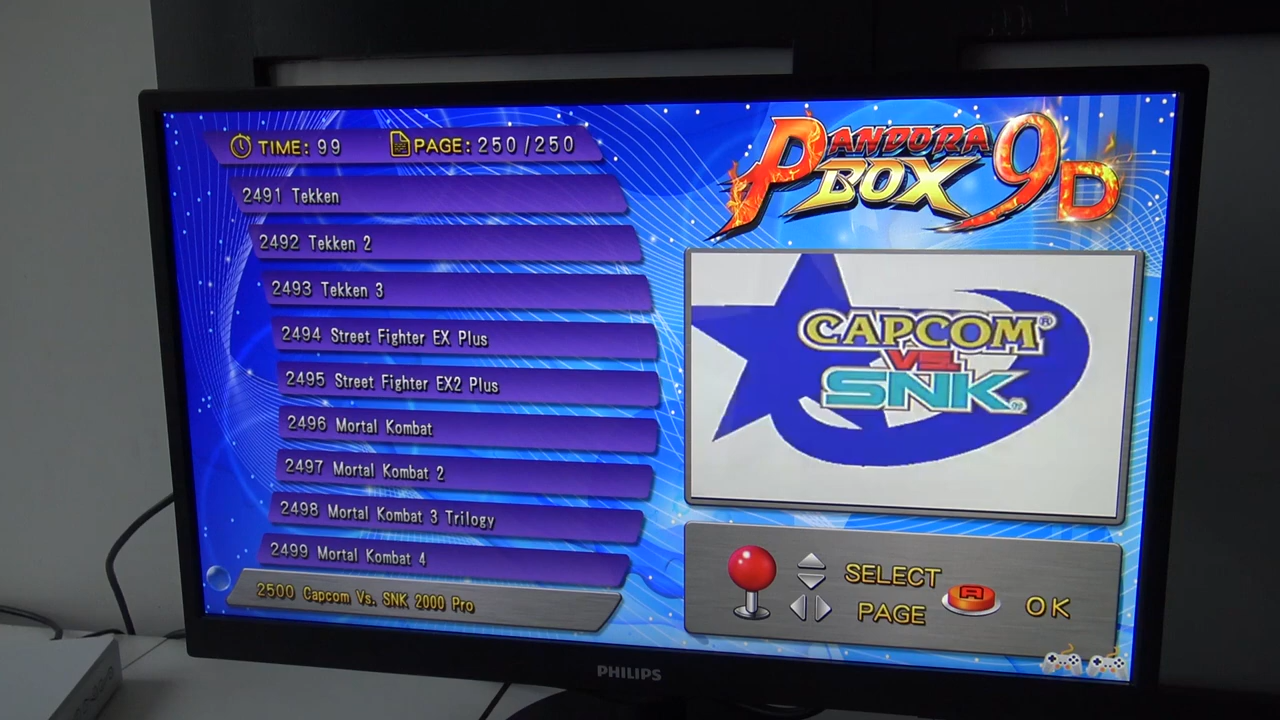 TIME: 99 PAGE: 250/250
2491 Tekken
2492 Tekken 2
2493 Tekken 3
2494 Street Fighter EX Plus
2495 Street Fighter EX2 Plus
2496 Mortal Kombat
2497 Mortal Kombat 2
2498 Mortal Kombat 3 Trilogy
2499 Mortal Kombat 4
2500 Capcom Vs. SNK 2000 Pro
PANDORA BOX 9D
CAPCOM®
VS.
SNK
SELECT
PAGE
A
OK
PHILIPS